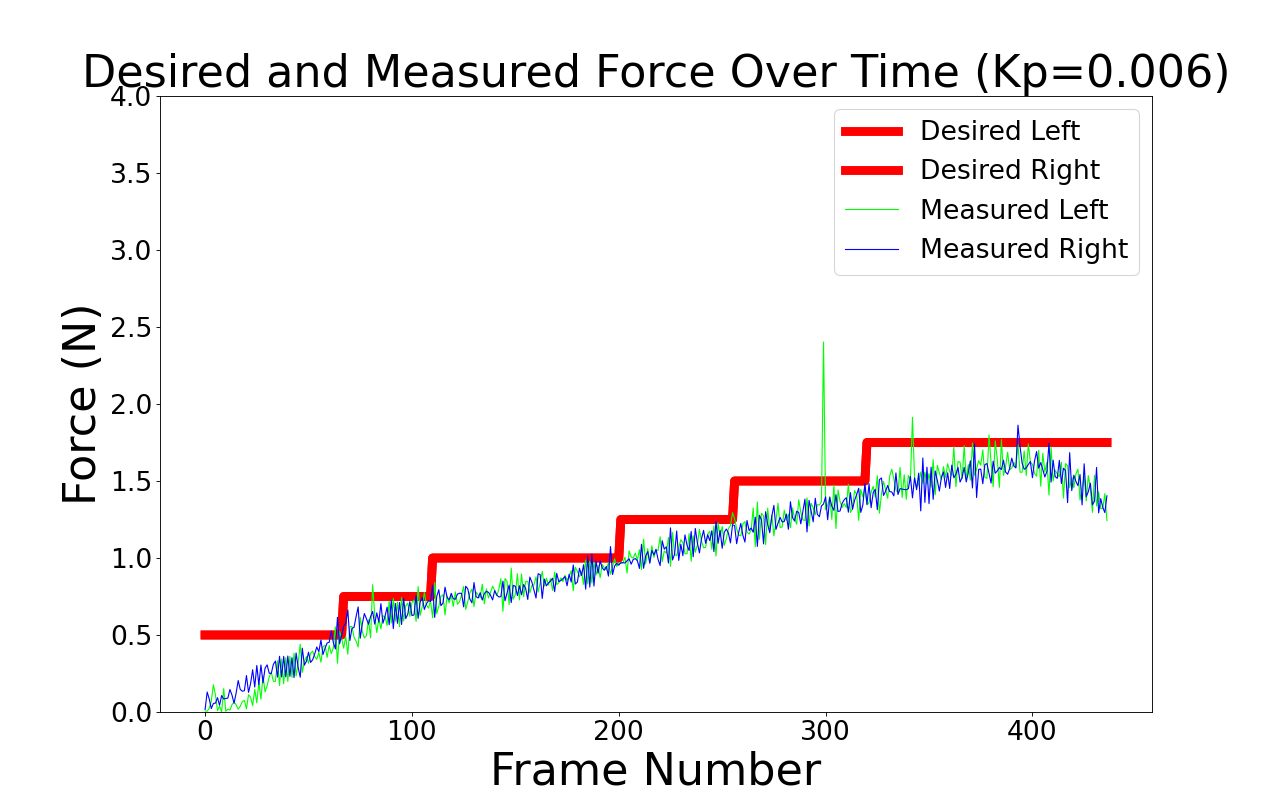 Desired and Measured Force Over Time (Kp=0.006)
4.0
3.5
3.0
2.5
2.0
1.5
1.0
0.5
0.0
Force (N)
Desired Left
Desired Right
Measured Left
Measured Right
0 100 200 300 400
Frame Number